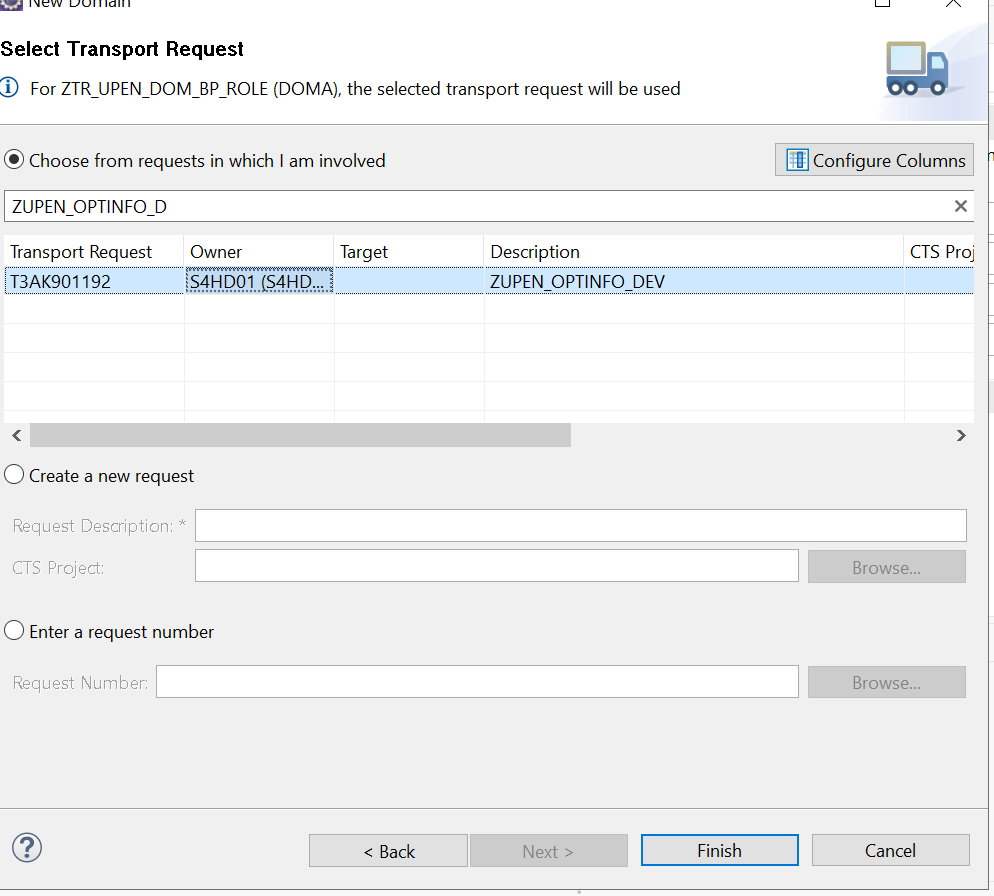 New Domain
Select Transport Request
For ZTR_UPEN_DOM_BP_ROLE (DOMA), the selected transport request will be used
Choose from requests in which I am involved
Configure Columns
ZUPEN_OPTINFO_D
Transport Request Owner Target Description CTS Proj
T3AK901192 S4HD01 (S4HD... ZUPEN_OPTINFO_DEV
Create a new request
Request Description: *
CTS Project: Browse...
Enter a request number
Request Number: Browse...
< Back Next > Finish Cancel